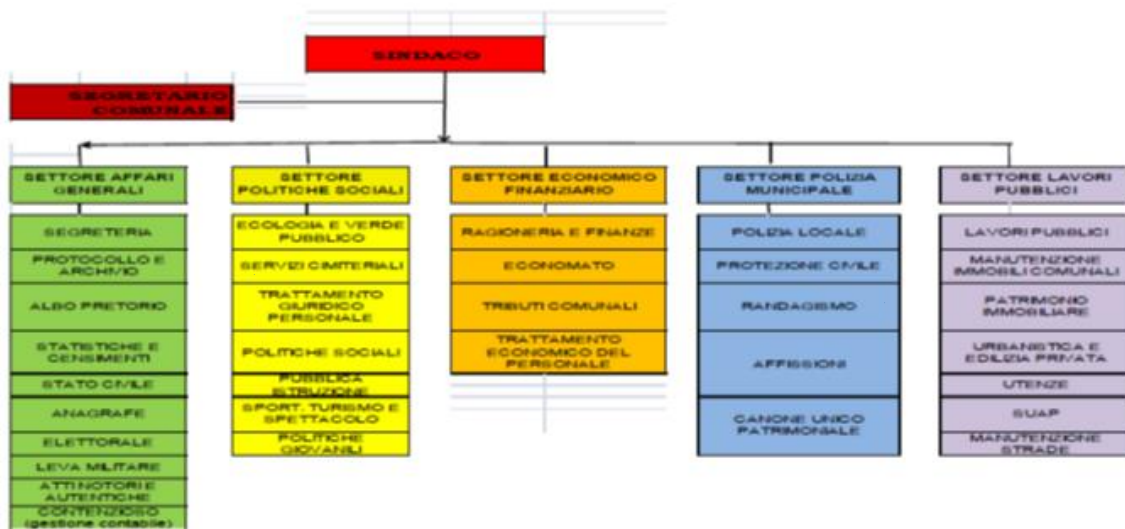 SINDACO
SEGRETARIO
COMUNALE
SETTORE AFFARI
GENERALI
SEGRETERIA
PROTOCOLLO E
ARCHIVIO
ALBO PRETORIO
STATISTICHE E
CENSIMENTI
STATO CIVILE
ANAGRAFE
ELETTORALE
LEVA MILITARE
ATTI NOTORI E
AUTENTICHE
CONTENZIOSO
(gestione contabile)
SETTORE
POLITICHE SOCIALI
ECOLOGIA E VERDE
PUBBLICO
SERVIZI CIMITERIALI
TRATTAMENTO
GIURIDICO
PERSONALE
POLITICHE SOCIALI
PUBBLICA
ISTRUZIONE
SPORT. TURISMO E
SPETTACOLO
POLITICHE
GIOVANILI
SETTORE ECONOMICO
FINANZIARIO
RAGIONERIA E FINANZE
ECONOMATO
TRIBUTI COMUNALI
TRATTAMENTO
ECONOMICO DEL
PERSONALE
SETTORE POLIZIA
MUNICIPALE
POLIZIA LOCALE
PROTEZIONE CIVILE
RANDAGISMO
AFFISSIONI
CANONE UNICO
PATRIMONIALE
SETTORE LAVORI
PUBBLICI
LAVORI PUBBLICI
MANUTENZIONE
IMMOBILI COMUNALI
PATRIMONIO
IMMOBILIARE
URBANISTICA E
EDILIZIA PRIVATA
UTENZE
SUAP
MANUTENZIONE
STRADE